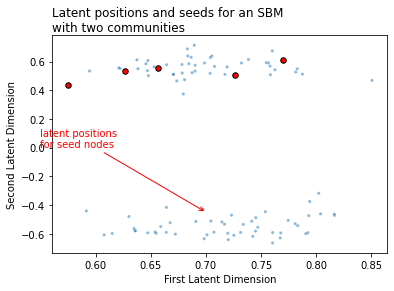 Latent positions and seeds for an SBM
with two communities
Second Latent Dimension
0.6
0.4
0.2
0.0
−0.2
−0.4
−0.6
latent positions
for seed nodes
0.60
0.65
0.70
0.75
0.80
0.85
First Latent Dimension